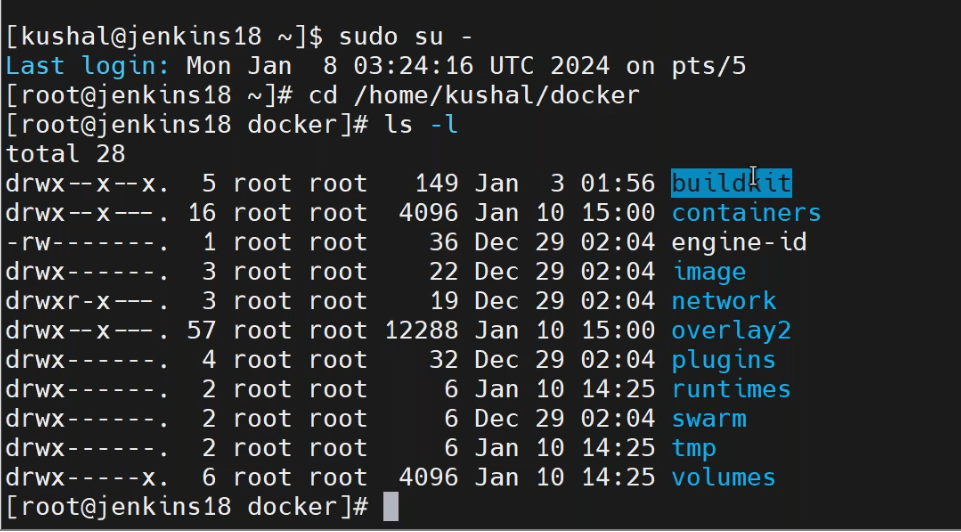 [kushal@jenkins18 ~]$ sudo su -
Last login: Mon Jan  8 03:24:16 UTC 2024 on pts/5
[root@jenkins18 ~]# cd /home/kushal/docker
[root@jenkins18 docker]# ls -l
total 28
drwx--x--x.  5 root root   149 Jan  3 01:56 buildkit
drwx--x---. 16 root root  4096 Jan 10 15:00 containers
-rw-------.  1 root root    36 Dec 29 02:04 engine-id
drwx------.  3 root root    22 Dec 29 02:04 image
drwxr-x---.  3 root root    19 Dec 29 02:04 network
drwx--x---. 57 root root 12288 Jan 10 15:00 overlay2
drwx------.  4 root root    32 Dec 29 02:04 plugins
drwx------.  2 root root     6 Jan 10 14:25 runtimes
drwx------.  2 root root     6 Dec 29 02:04 swarm
drwx------.  2 root root     6 Jan 10 14:25 tmp
drwx-----x.  6 root root  4096 Jan 10 14:25 volumes
[root@jenkins18 docker]#